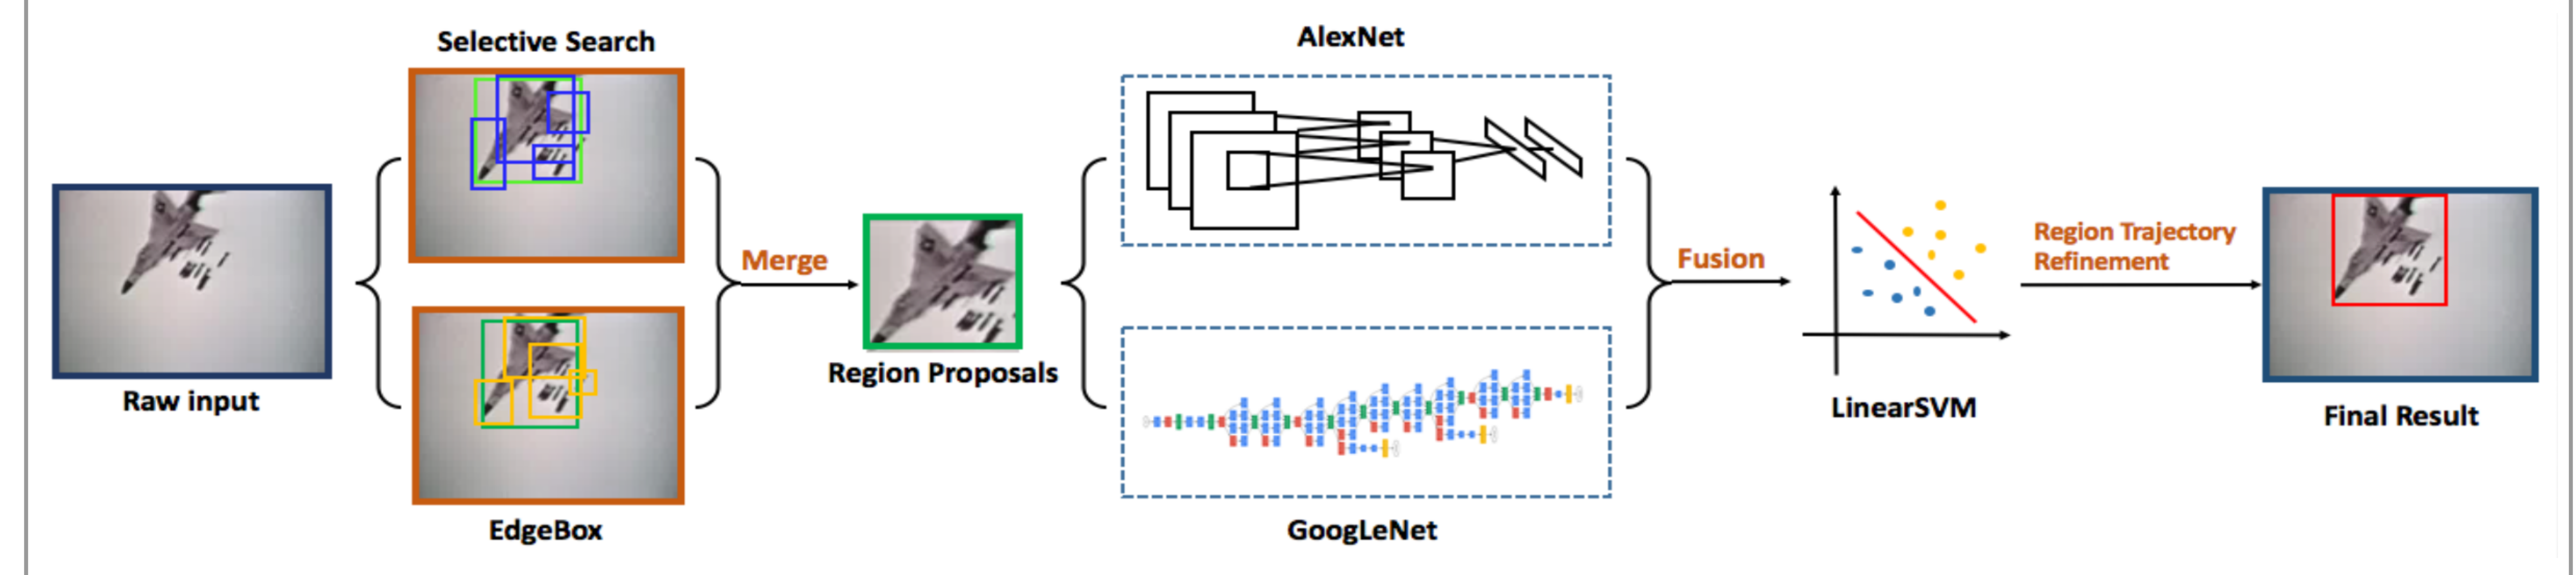 Selective Search
AlexNet
Merge
Fusion
Region Trajectory
Refinement
Raw input
Region Proposals
LinearSVM
Final Result
EdgeBox
GoogLeNet